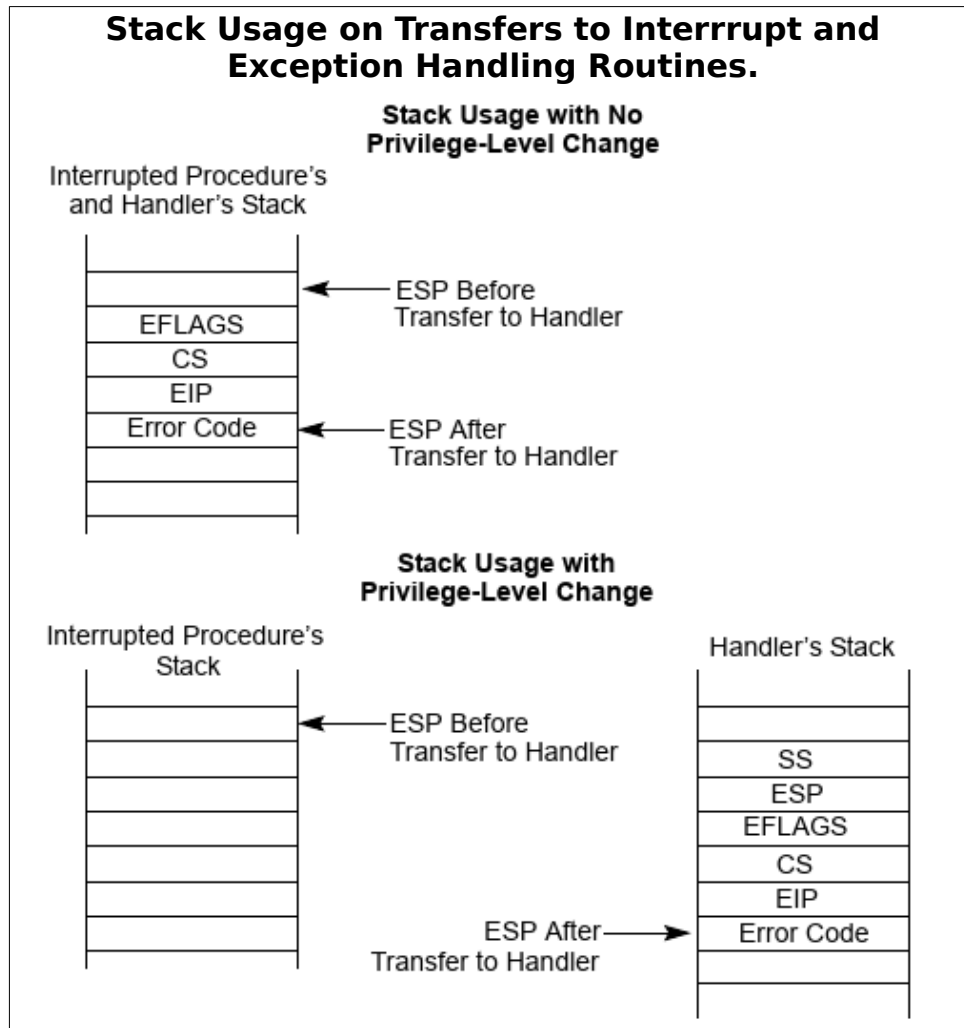 Stack Usage on Transfers to Interrrupt and
Exception Handling Routines.
Stack Usage with No
Privilege-Level Change
Interrupted Procedure's
and Handler's Stack
ESP Before
Transfer to Handler
EFLAGS
CS
EIP
Error Code
ESP After
Transfer to Handler
Stack Usage with
Privilege-Level Change
Interrupted Procedure's
Stack
ESP Before
Transfer to Handler
Handler's Stack
SS
ESP
EFLAGS
CS
EIP
Error Code
ESP After
Transfer to Handler